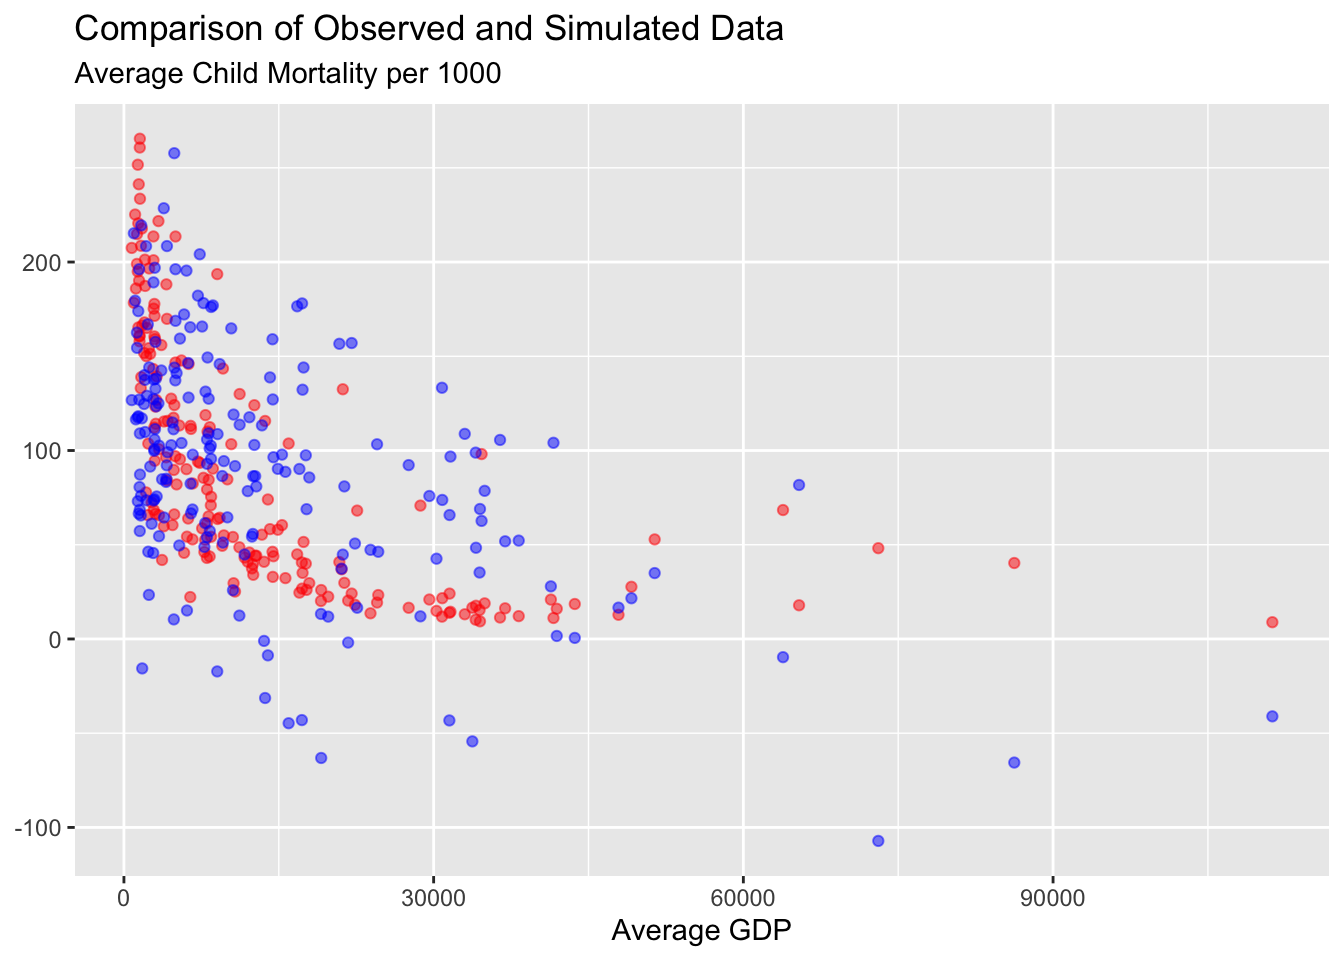 Comparison of Observed and Simulated Data
Average Child Mortality per 1000
200
100
0
-100
0 30000 60000 90000
Average GDP